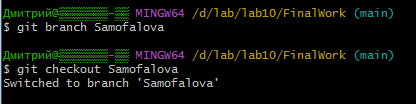 Дмитрий@▒▒▒▒▒▒▒-▒▒ MINGW64 /d/lab/lab10/FinalWork (main)
$ git branch Samofalova
Дмитрий@▒▒▒▒▒▒▒-▒▒ MINGW64 /d/lab/lab10/FinalWork (main)
$ git checkout Samofalova
Switched to branch 'Samofalova'